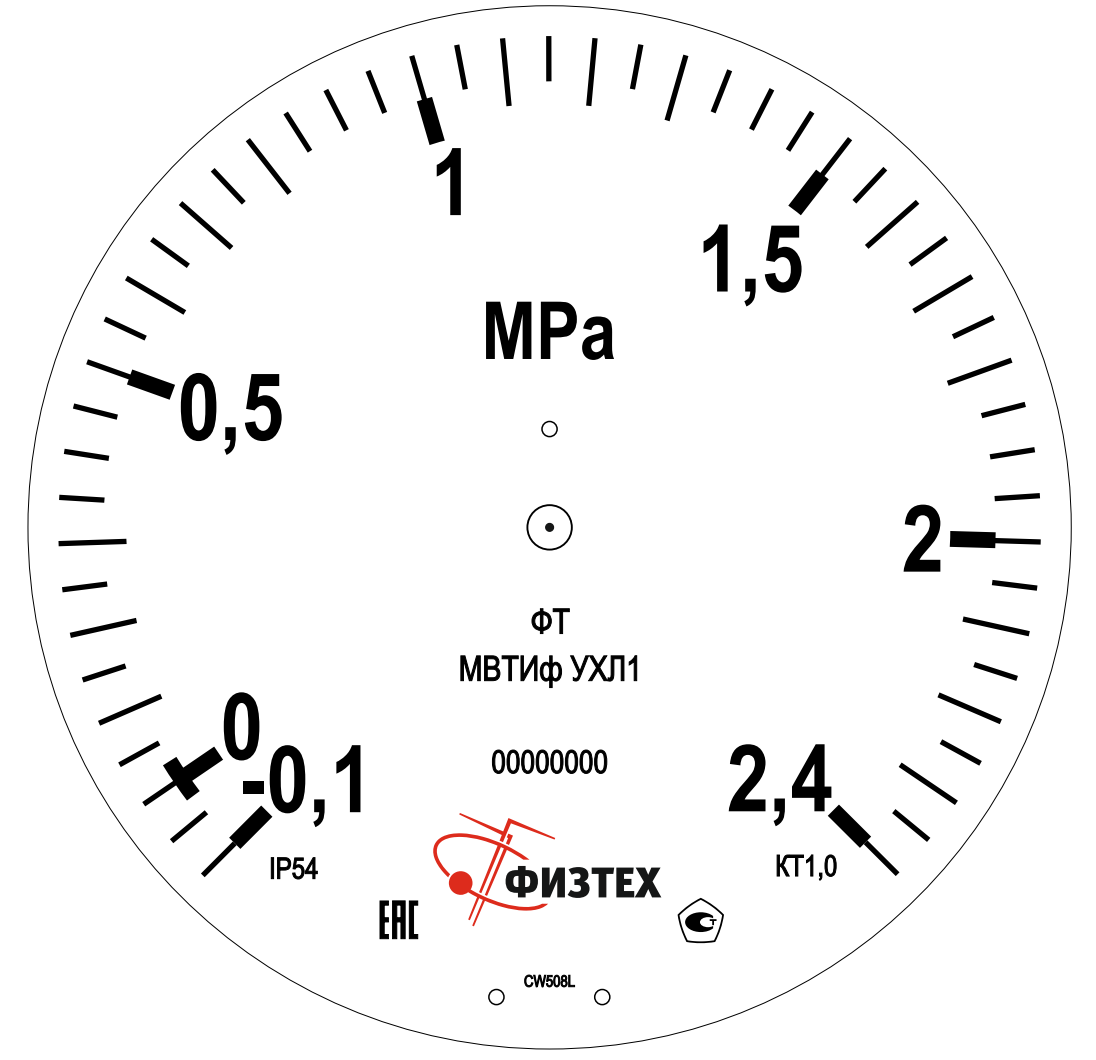 1
1,5
MPa
0,5
2
ФТ
МВТИф УХЛ1
0
-0,1
00000000
2,4
IP54
ФИЗТЕХ
КТ1,0
EAC
CW508L